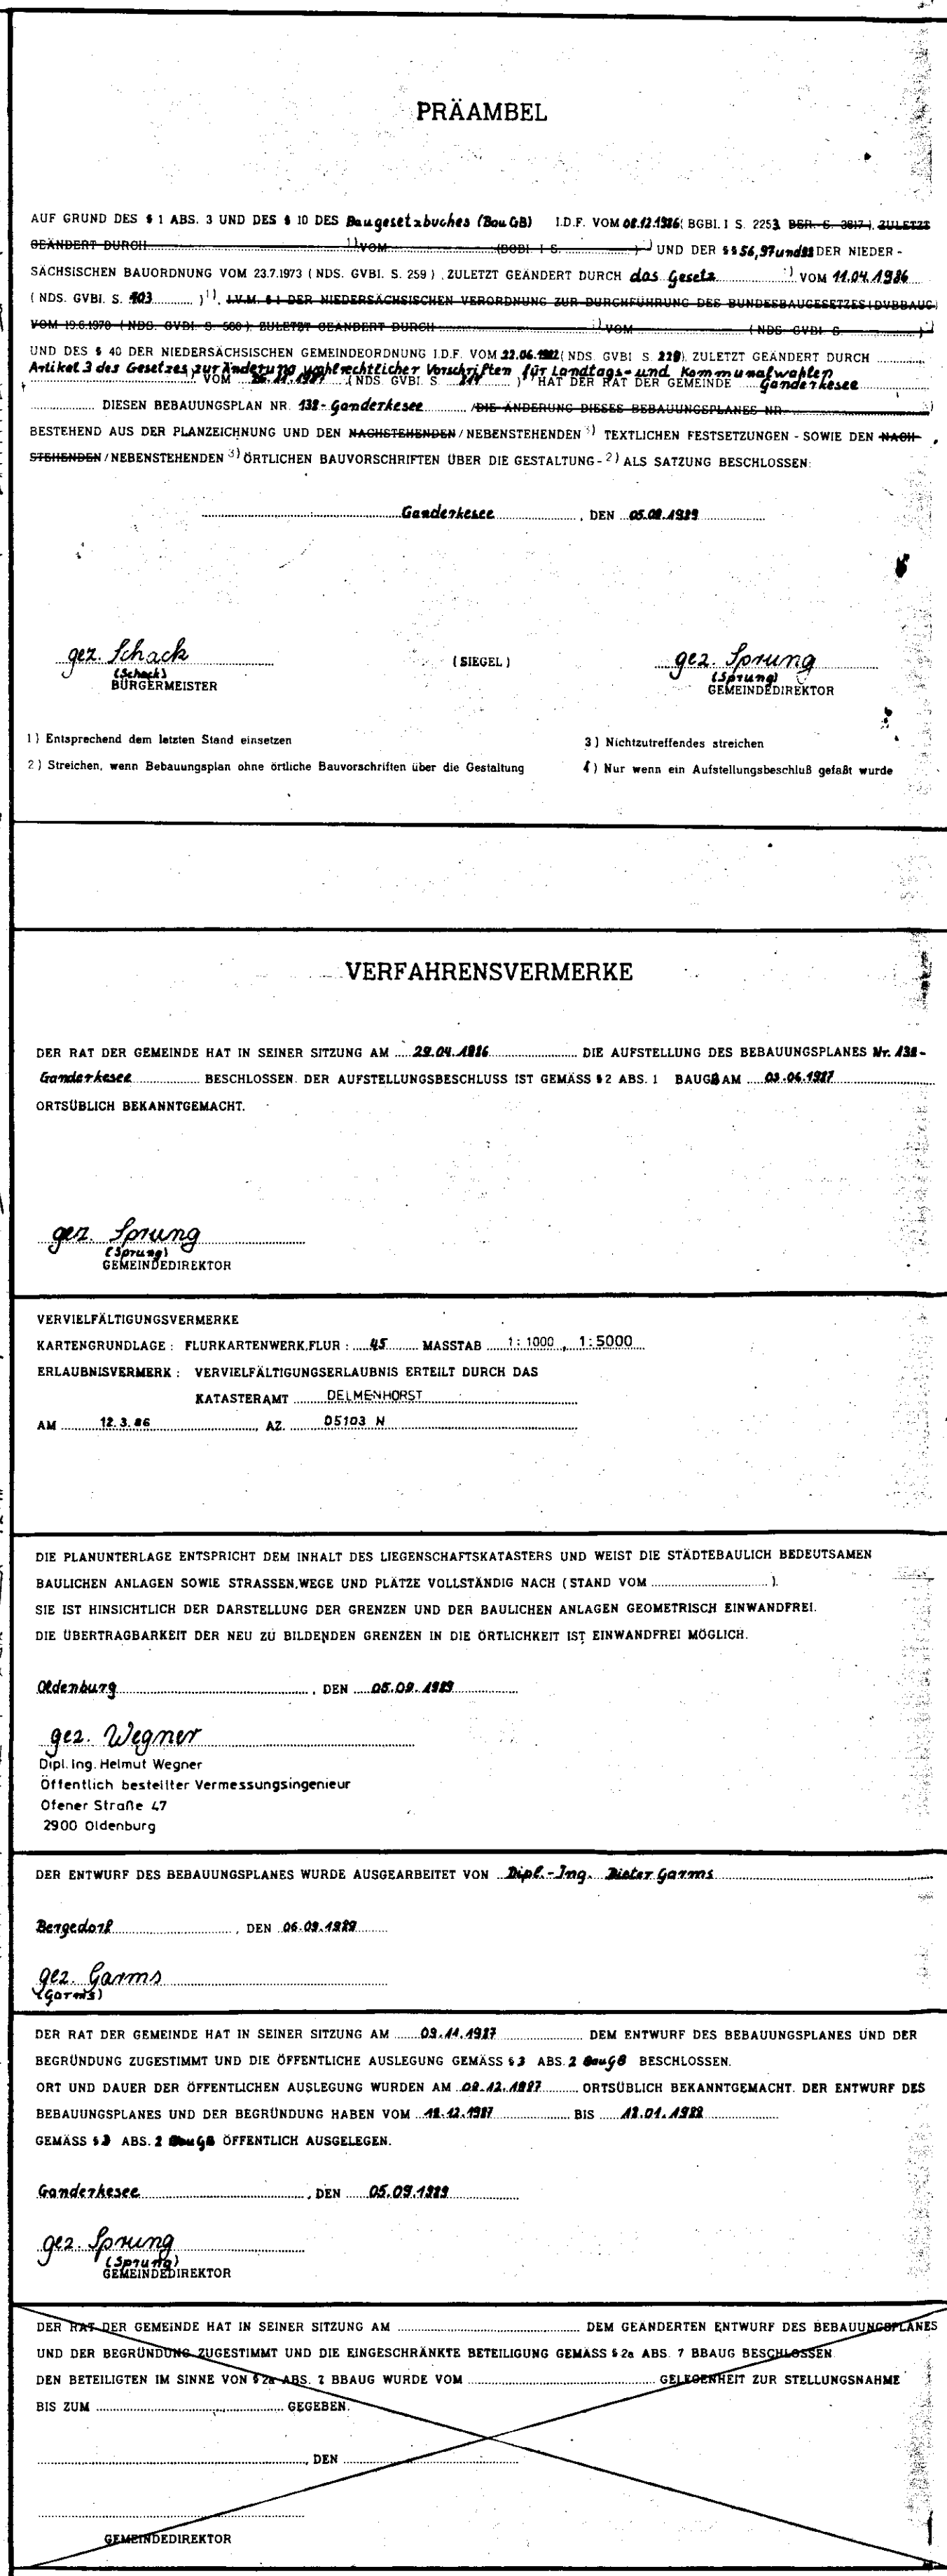 PRÄAMBEL
AUF GRUND DES § 1 ABS. 3 UND DES § 10 DES Baugesetzbuches (BauGB) I.D.F. VOM 08.12.1986 ( BGBl. I S. 2253 BER. S. 3617 ), ZULETZT
GEÄNDERT DURCH 1) VOM (BGBl. I S. ) 1) UND DER §§ 56, 97 und 98 DER NIEDER-
SÄCHSISCHEN BAUORDNUNG VOM 23.7.1973 ( NDS. GVBl. S. 259 ), ZULETZT GEÄNDERT DURCH das Gesetz 1) VOM 11.04.1986
( NDS. GVBl. S. 103 ) 1), I.V.M. § 1 DER NIEDERSÄCHSISCHEN VERORDNUNG ZUR DURCHFÜHRUNG DES BUNDESBAUGESETZES (DVBBAUG)
VOM 19.6.1978 ( NDS. GVBl. S. 560 ) ZULETZT GEÄNDERT DURCH 1) VOM ( NDS. GVBl. S. ) 1)
UND DES § 40 DER NIEDERSÄCHSISCHEN GEMEINDEORDNUNG I.D.F. VOM 22.06.1982 ( NDS. GVBl. S. 229), ZULETZT GEÄNDERT DURCH
Artikel 3 des Gesetzes zur Änderung wahlrechtlicher Vorschriften für Landtags- und Kommunalwahlen
VOM 26.11.1987 ( NDS. GVBl. S. 214 ) 1) HAT DER RAT DER GEMEINDE Ganderkesee
DIESEN BEBAUUNGSPLAN NR. 138-Ganderkesee /DIE ÄNDERUNG DIESES BEBAUUNGSPLANES NR. 3)
BESTEHEND AUS DER PLANZEICHNUNG UND DEN NACHSTEHENDEN / NEBENSTEHENDEN 3) TEXTLICHEN FESTSETZUNGEN - SOWIE DEN NACH-
STEHENDEN / NEBENSTEHENDEN 3) ÖRTLICHEN BAUVORSCHRIFTEN ÜBER DIE GESTALTUNG- 2) ALS SATZUNG BESCHLOSSEN:
Ganderkesee , DEN 05.09.1989
gez. Schack ( SIEGEL ) gez. Sprung
(Schack) (Sprung)
BÜRGERMEISTER GEMEINDEDIREKTOR
1 ) Entsprechend dem letzten Stand einsetzen 3 ) Nichtzutreffendes streichen
2 ) Streichen, wenn Bebauungsplan ohne örtliche Bauvorschriften über die Gestaltung 4 ) Nur wenn ein Aufstellungsbeschluß gefaßt wurde
VERFAHRENSVERMERKE
DER RAT DER GEMEINDE HAT IN SEINER SITZUNG AM 29.04.1986 DIE AUFSTELLUNG DES BEBAUUNGSPLANES Nr. 138-
Ganderkesee BESCHLOSSEN. DER AUFSTELLUNGSBESCHLUSS IST GEMÄSS § 2 ABS. 1 BAUGB AM 03.06.1987
ORTSÜBLICH BEKANNTGEMACHT.
gez. Sprung
(Sprung)
GEMEINDEDIREKTOR
VERVIELFÄLTIGUNGSVERMERKE
KARTENGRUNDLAGE : FLURKARTENWERK, FLUR : 45 MASSTAB 1 : 1000 , 1:5000
ERLAUBNISVERMERK : VERVIELFÄLTIGUNGSERLAUBNIS ERTEILT DURCH DAS
KATASTERAMT DELMENHORST
AM 12.3.86 , AZ. 05103 N
DIE PLANUNTERLAGE ENTSPRICHT DEM INHALT DES LIEGENSCHAFTSKATASTERS UND WEIST DIE STÄDTEBAULICH BEDEUTSAMEN
BAULICHEN ANLAGEN SOWIE STRASSEN, WEGE UND PLÄTZE VOLLSTÄNDIG NACH ( STAND VOM ).
SIE IST HINSICHTLICH DER DARSTELLUNG DER GRENZEN UND DER BAULICHEN ANLAGEN GEOMETRISCH EINWANDFREI.
DIE ÜBERTRAGBARKEIT DER NEU ZU BILDENDEN GRENZEN IN DIE ÖRTLICHKEIT IST EINWANDFREI MÖGLICH.
Oldenburg , DEN 05.09.1989
gez. Wegner
Dipl. Ing. Helmut Wegner
Öffentlich bestellter Vermessungsingenieur
Ofener Straße 47
2900 Oldenburg
DER ENTWURF DES BEBAUUNGSPLANES WURDE AUSGEARBEITET VON Dipl.-Ing. Dieter Garms
Bergedorf , DEN 06.09.1989
gez. Garms
(Garms)
DER RAT DER GEMEINDE HAT IN SEINER SITZUNG AM 03.11.1987 DEM ENTWURF DES BEBAUUNGSPLANES UND DER
BEGRÜNDUNG ZUGESTIMMT UND DIE ÖFFENTLICHE AUSLEGUNG GEMÄSS § 3 ABS. 2 BauGB BESCHLOSSEN.
ORT UND DAUER DER ÖFFENTLICHEN AUSLEGUNG WURDEN AM 08.12.1987 ORTSÜBLICH BEKANNTGEMACHT. DER ENTWURF DES
BEBAUUNGSPLANES UND DER BEGRÜNDUNG HABEN VOM 18.12.1987 BIS 18.01.1988
GEMÄSS § 3 ABS. 2 BauGB ÖFFENTLICH AUSGELEGEN.
Ganderkesee , DEN 05.09.1989
gez. Sprung
(Sprung)
GEMEINDEDIREKTOR
DER RAT DER GEMEINDE HAT IN SEINER SITZUNG AM DEM GEÄNDERTEN ENTWURF DES BEBAUUNGSPLANES
UND DER BEGRÜNDUNG ZUGESTIMMT UND DIE EINGESCHRÄNKTE BETEILIGUNG GEMÄSS § 2a ABS. 7 BBAUG BESCHLOSSEN.
DEN BETEILIGTEN IM SINNE VON § 2a ABS. 7 BBAUG WURDE VOM GELEGENHEIT ZUR STELLUNGSNAHME
BIS ZUM GEGEBEN.
, DEN
GEMEINDEDIREKTOR